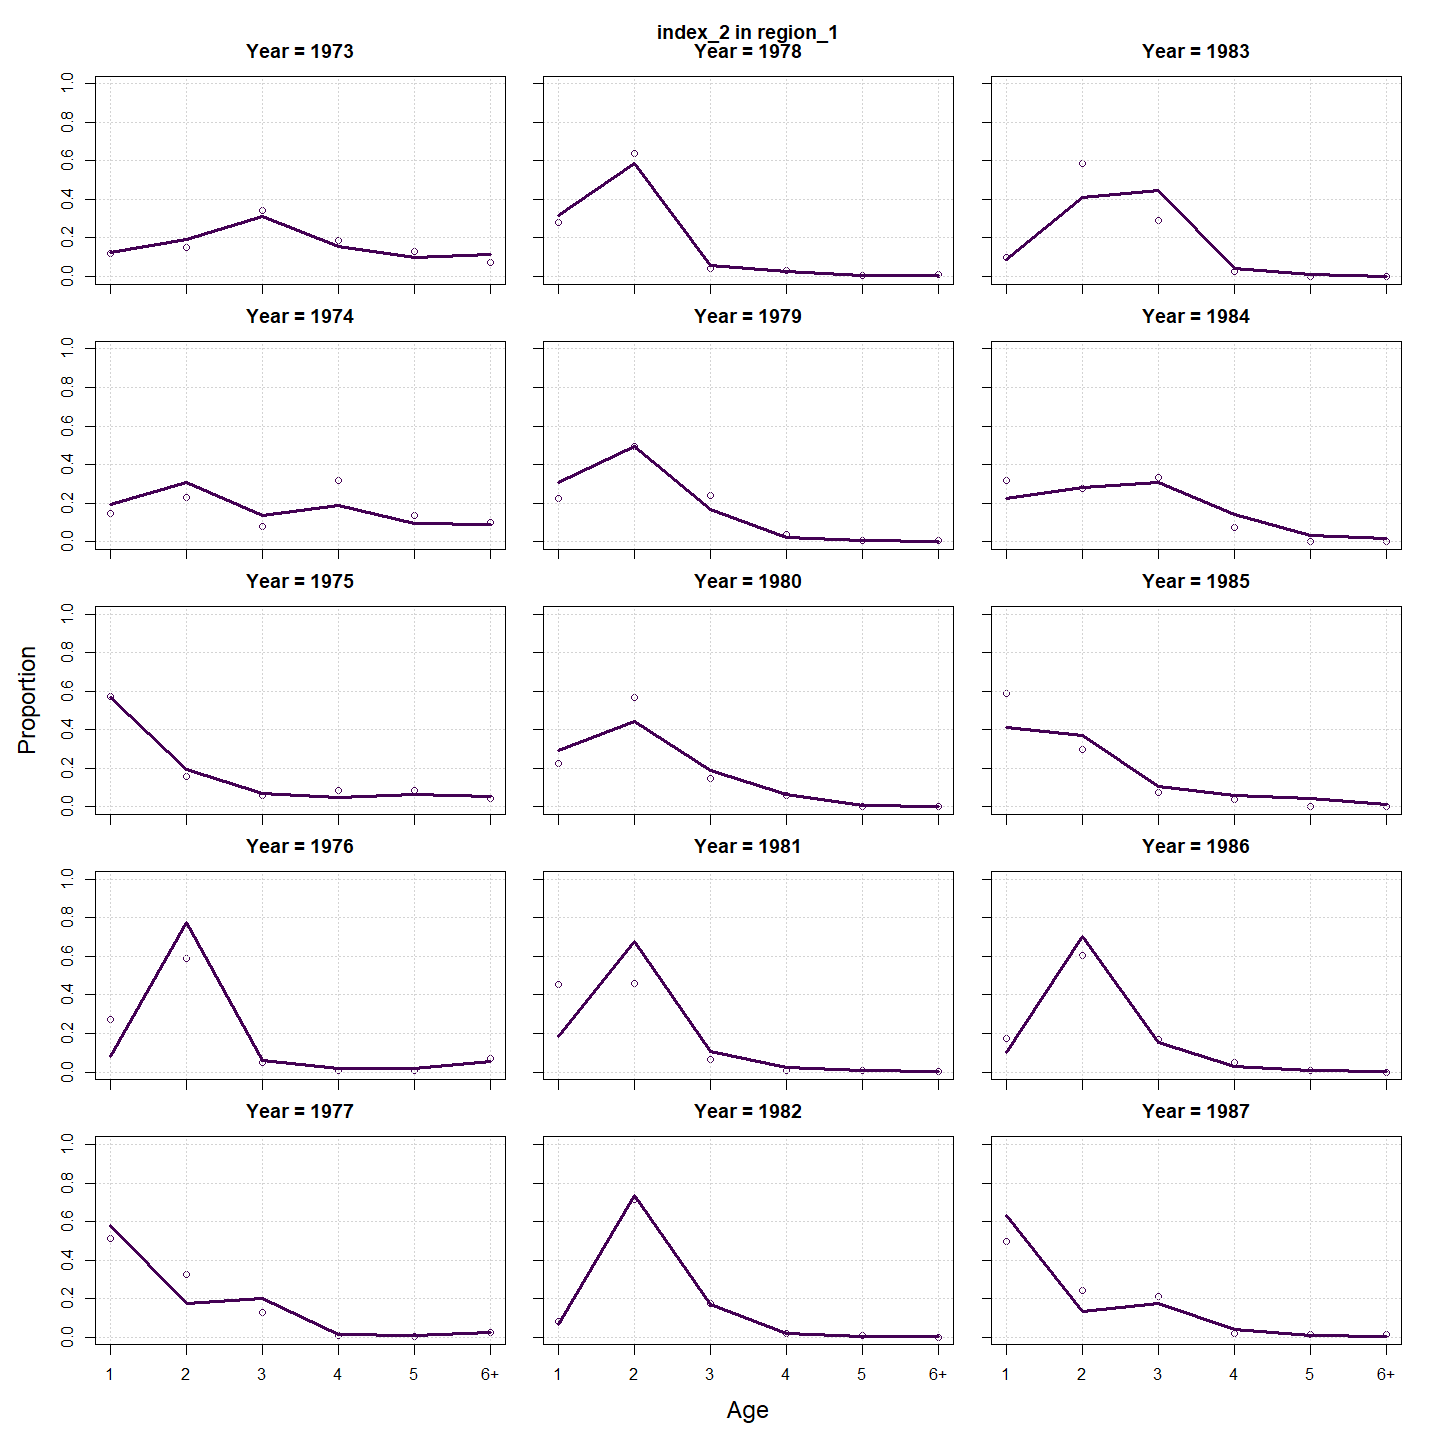 index_2 in region_1
Year = 1973
Year = 1978
Year = 1983
1.0
0.8
0.6
0.4
0.2
0.0
Year = 1974
Year = 1979
Year = 1984
1.0
0.8
0.6
0.4
0.2
0.0
Year = 1975
Year = 1980
Year = 1985
1.0
0.8
0.6
0.4
0.2
0.0
Proportion
Year = 1976
Year = 1981
Year = 1986
1.0
0.8
0.6
0.4
0.2
0.0
Year = 1977
Year = 1982
Year = 1987
1.0
0.8
0.6
0.4
0.2
0.0
1 2 3 4 5 6+
1 2 3 4 5 6+
1 2 3 4 5 6+
Age